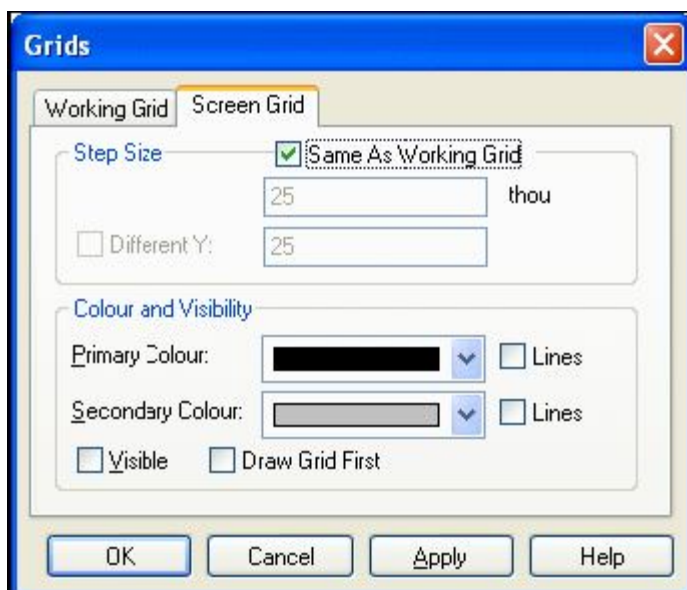 Grids
Working Grid Screen Grid
Step Size Same As Working Grid
25 thou
Different Y: 25
Colour and Visibility
Primary Colour: Lines
Secondary Colour: Lines
Visible Draw Grid First
OK Cancel Apply Help